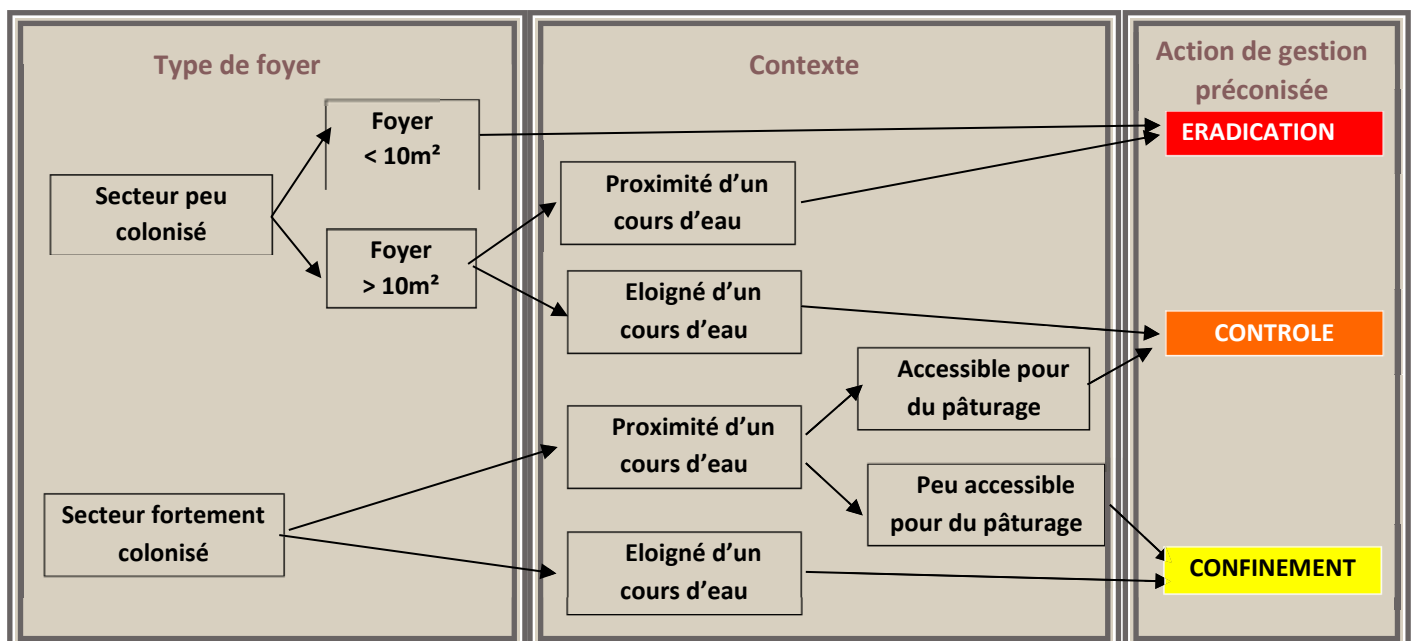 Type de foyer
Contexte
Action de gestion
préconisée
Foyer
< 10m²
ERADICATION
Secteur peu
colonisé
Proximité d’un
cours d’eau
Foyer
> 10m²
Eloigné d’un
cours d’eau
CONTROLE
Accessible pour
du pâturage
Proximité d’un
cours d’eau
Peu accessible
pour du pâturage
Secteur fortement
colonisé
Eloigné d’un
cours d’eau
CONFINEMENT